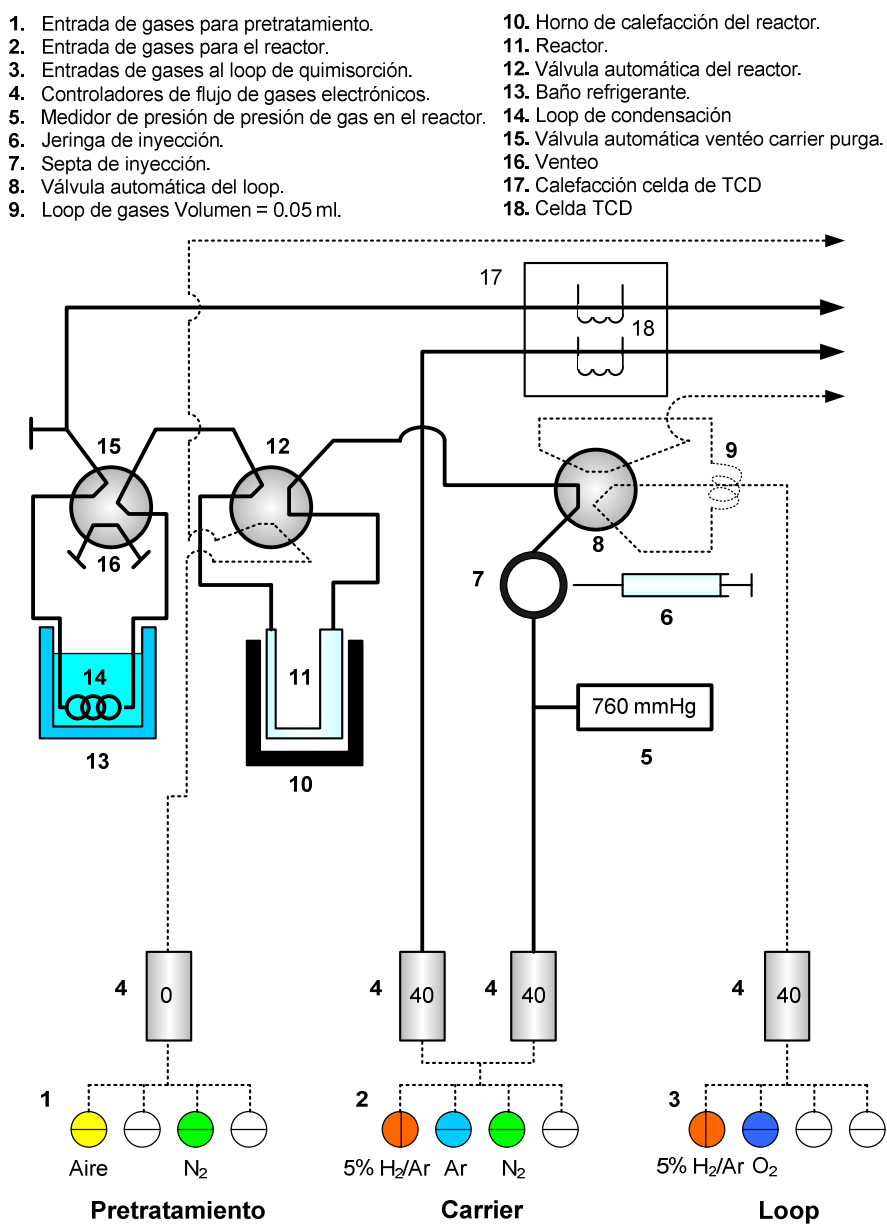 1. Entrada de gases para pretratamiento.
2 Entrada de gases para el reactor.
3. Entradas de gases al loop de quimisorción.
4. Controladores de flujo de gases electrónicos.
5 Medidor de presión de presión de gas en el reactor.
6. Jeringa de inyección.
7. Septa de inyección.
8. Válvula automática del loop.
9. Loop de gases Volumen = 0.05 ml.
10. Horno de calefacción del reactor.
11. Reactor.
12. Válvula automática del reactor.
13. Baño refrigerante.
14. Loop de condensación
15. Válvula automática ventéo carrier purga.
16. Venteo
17. Calefacción celda de TCD
18. Celda TCD
17
18
15
12
9
16
8
7
6
14
11
760 mmHg
13
10
5
4
0
4
40
4
40
4
40
1
2
3
Aire
N2
5% H2/Ar
Ar
N2
5% H2/Ar
O2
Pretratamiento
Carrier
Loop